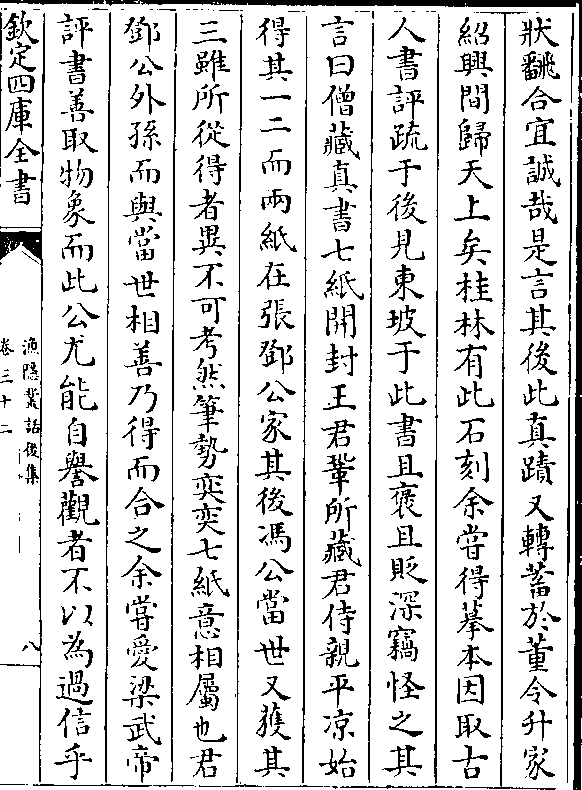 狀飜合宜誠哉是言其後此真蹟又轉蓄於董令升家
紹興間歸天上矣桂林有此石刻余嘗得摹本因取古
人書評疏于後見東坡于此書且褒且貶深竊怪之其
言曰僧藏真書七紙開封王君鞏所藏君侍親平凉始
得其一二而兩紙在張鄧公家其後馮公當世又獲其
三雖所從得者異不可考然筆勢奕奕七紙意相屬也君
鄧公外孫而與當世相善乃得而合之余嘗愛梁武帝
評書善取物象而此公尤能自譽觀者不以為過信乎
欽定四庫全書
漁隱叢話後集
卷三十二
八